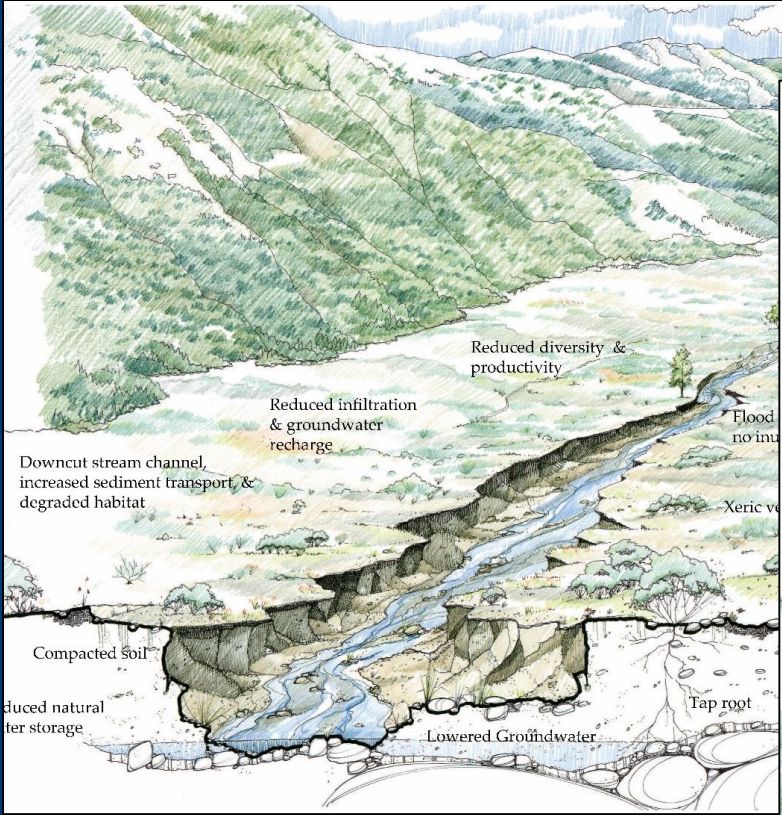 Reduced diversity &
productivity
Reduced infiltration
& groundwater
recharge
Flood
no inu
Downcut stream channel,
increased sediment transport, &
degraded habitat
Xeric ve
Compacted soil
duced natural
ter storage
Tap root
Lowered Groundwater